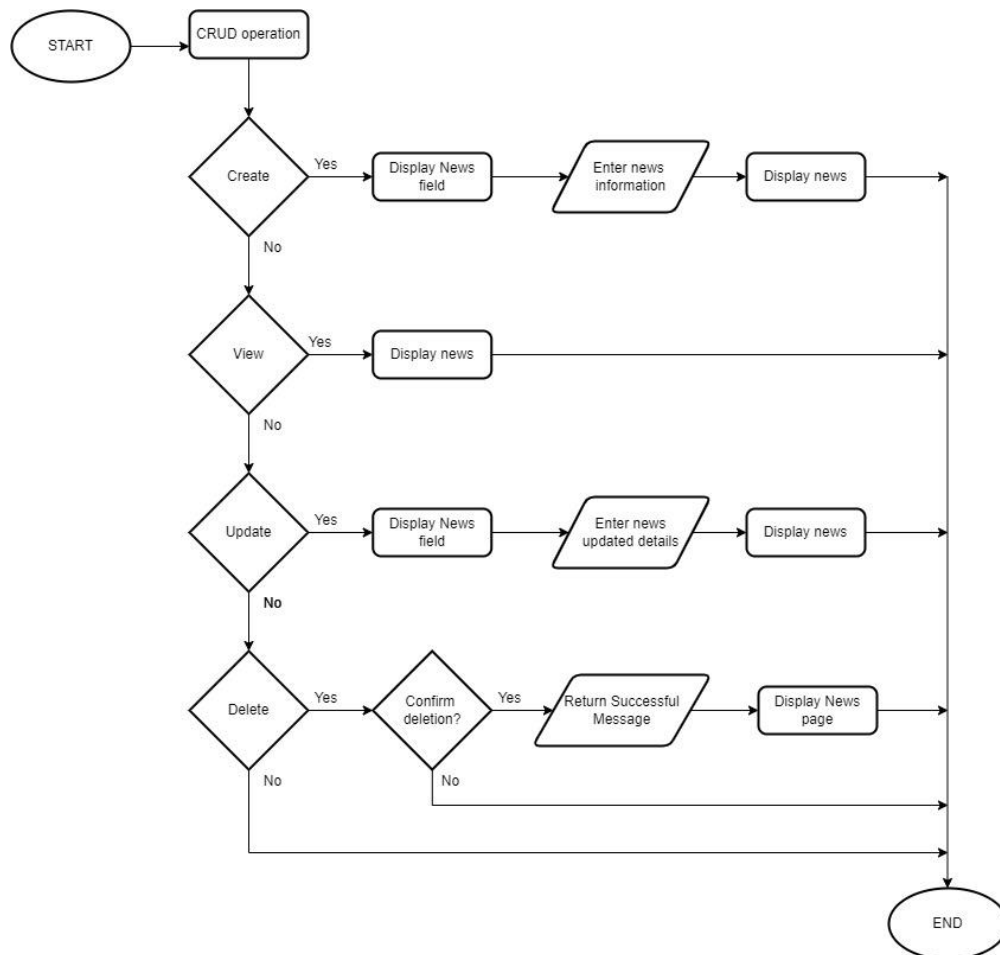 START
CRUD operation
Create
Yes
Display News
field
Enter news
information
Display news
No
View
Yes
Display news
No
Update
Yes
Display News
field
Enter news
updated details
Display news
No
Delete
Yes
Confirm
deletion?
Yes
Return Successful
Message
Display News
page
No
No
END